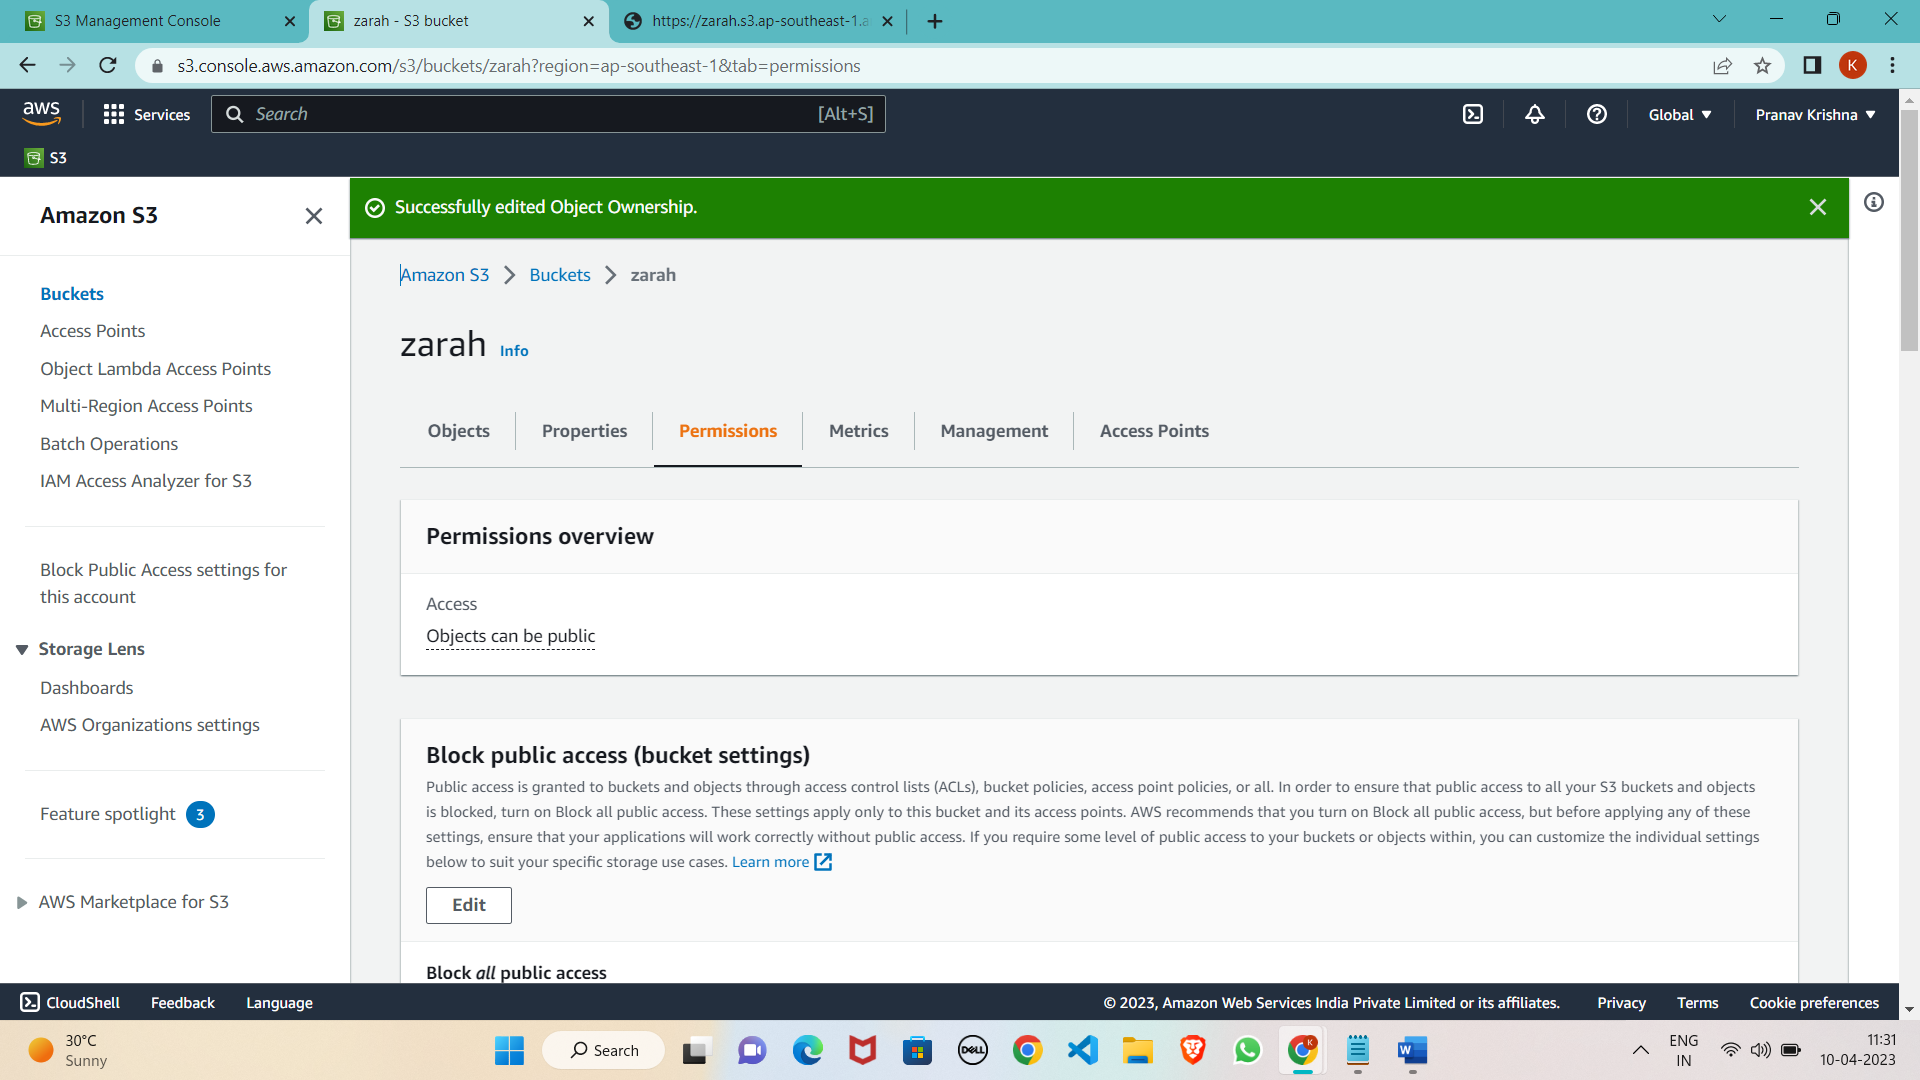 S3 Management Console
zarah - S3 bucket
https://zarah.s3.ap-southeast-1.a
s3.console.aws.amazon.com/s3/buckets/zarah?region=ap-southeast-1&tab=permissions
K
aws
Services
Search
[Alt+S]
Global
Pranav Krishna
S3
Amazon S3
Buckets
Access Points
Object Lambda Access Points
Multi-Region Access Points
Batch Operations
IAM Access Analyzer for S3
Block Public Access settings for
this account
Storage Lens
Dashboards
AWS Organizations settings
Feature spotlight 3
AWS Marketplace for S3
Successfully edited Object Ownership.
Amazon S3 > Buckets > zarah
zarah Info
Objects
Properties
Permissions
Metrics
Management
Access Points
Permissions overview
Access
Objects can be public
Block public access (bucket settings)
Public access is granted to buckets and objects through access control lists (ACLs), bucket policies, access point policies, or all. In order to ensure that public access to all your S3 buckets and objects
is blocked, turn on Block all public access. These settings apply only to this bucket and its access points. AWS recommends that you turn on Block all public access, but before applying any of these
settings, ensure that your applications will work correctly without public access. If you require some level of public access to your buckets or objects within, you can customize the individual settings
below to suit your specific storage use cases. Learn more
Edit
Block all public access
CloudShell
Feedback
Language
© 2023, Amazon Web Services India Private Limited or its affiliates.
Privacy
Terms
Cookie preferences
30°C
Sunny
Search
DELL
K
W
ENG
IN
11:31
10-04-2023